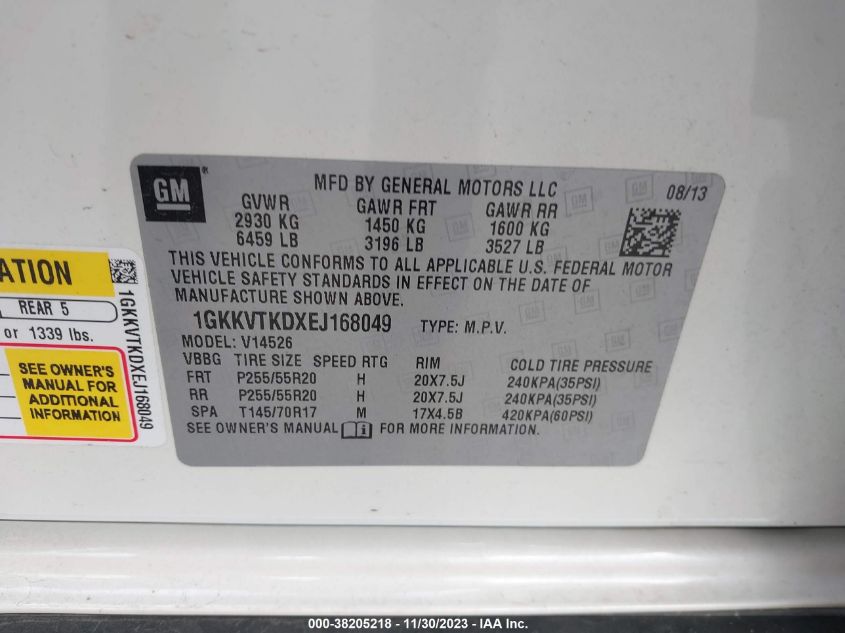 GM
MFD BY GENERAL MOTORS LLC
08/13
GVWR GAWR FRT GAWR RR
2930 KG 1450 KG 1600 KG
6459 LB 3196 LB 3527 LB
THIS VEHICLE CONFORMS TO ALL APPLICABLE U.S. FEDERAL MOTOR
VEHICLE SAFETY STANDARDS IN EFFECT ON THE DATE OF
MANUFACTURE SHOWN ABOVE.
1GKKVTKDXEJ168049 TYPE: M.P.V.
MODEL: V14526
VBBG TIRE SIZE SPEED RTG RIM COLD TIRE PRESSURE
FRT P255/55R20 H 20X7.5J 240KPA(35PSI)
RR P255/55R20 H 20X7.5J 240KPA(35PSI)
SPA T145/70R17 M 17X4.5B 420KPA(60PSI)
SEE OWNER'S MANUAL i FOR MORE INFORMATION.
ATION
REAR 5
or 1339 lbs.
SEE OWNER'S
MANUAL FOR
ADDITIONAL
INFORMATION
1GKKVTKDXEJ168049
000-38205218 - 11/30/2023 - IAA Inc.